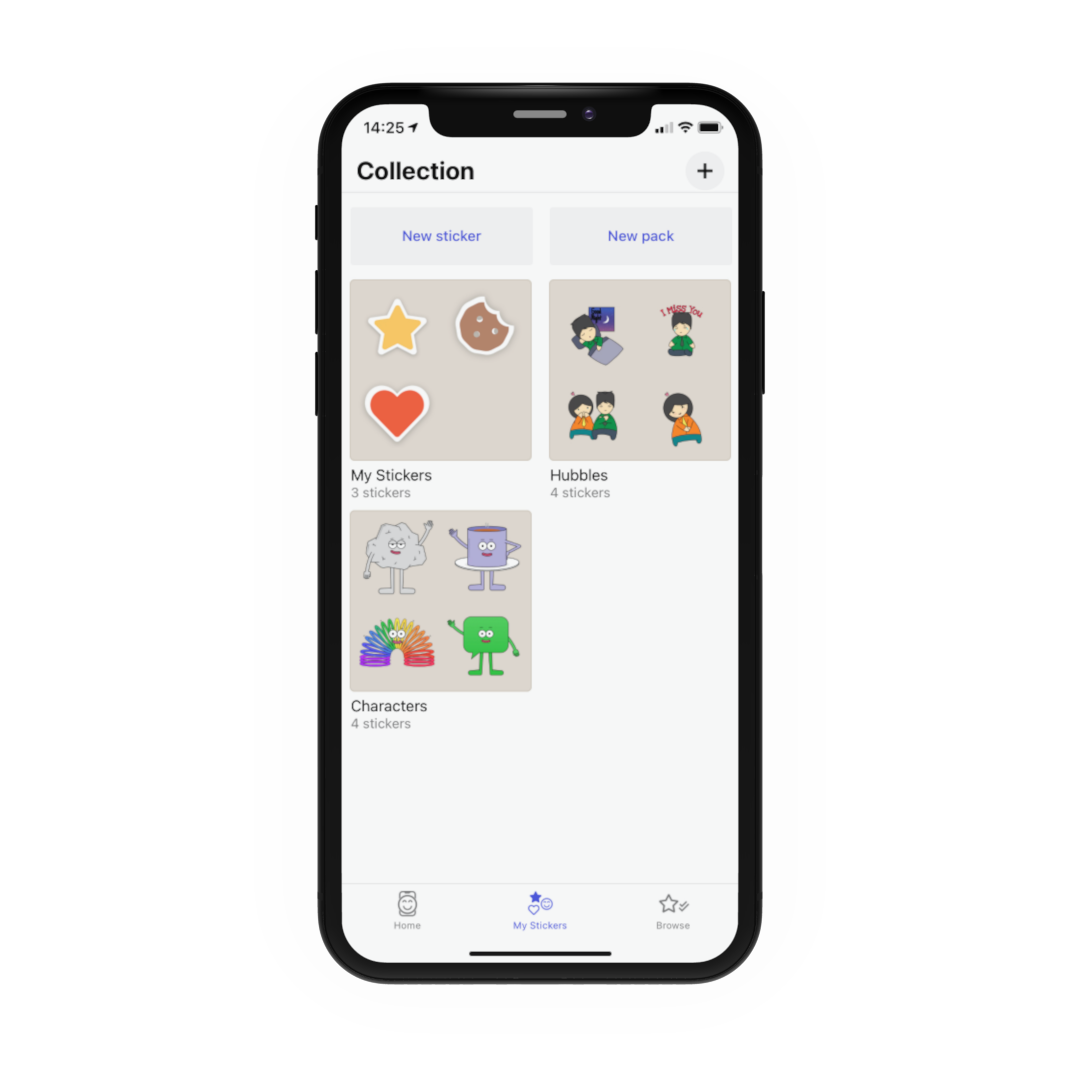 14:25
Collection
+
New sticker
New pack
I Miss You
My Stickers
3 stickers
Hubbles
4 stickers
Characters
4 stickers
Home
My Stickers
Browse